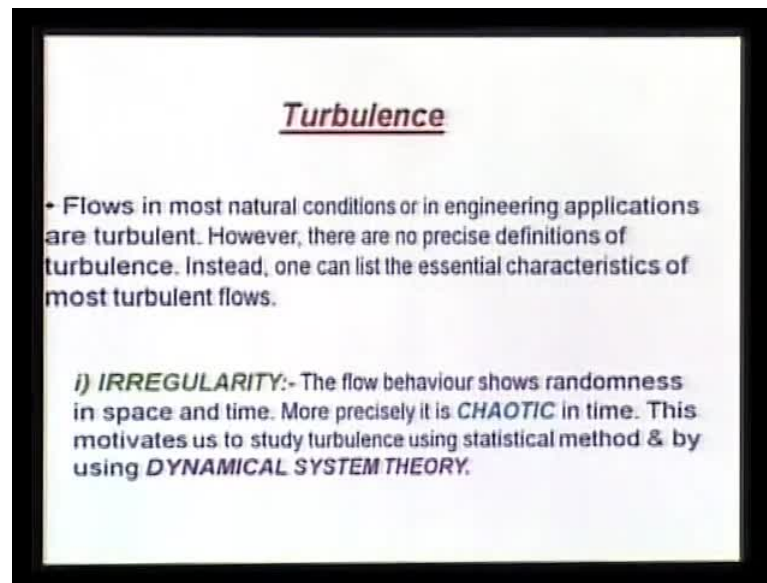 Turbulence
• Flows in most natural conditions or in engineering applications
are turbulent. However, there are no precise definitions of
turbulence. Instead, one can list the essential characteristics of
most turbulent flows.
i) IRREGULARITY:- The flow behaviour shows randomness
in space and time. More precisely it is CHAOTIC in time. This
motivates us to study turbulence using statistical method & by
using DYNAMICAL SYSTEM THEORY.